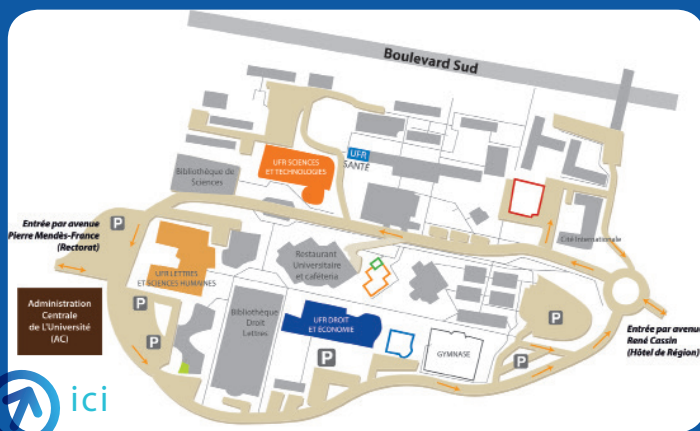 Boulevard Sud
UFR SCIENCES
ET TECHNOLOGIES
UFR
SANTÉ
Bibliothèque de
Sciences
Entrée par avenue
Pierre Mendès-France
(Rectorat)
P
Cité Internationale
UFR LETTRES
ET SCIENCES HUMAINES
Restaurant
Universitaire
et cafétéria
Administration
Centrale
de L'Université
(AC)
P
P
Bibliothèque
Droit
Lettres
UFR DROIT
ET ÉCONOMIE
P
GYMNASE
P
P
Entrée par avenue
René Cassin
(Hôtel de Région)
ici